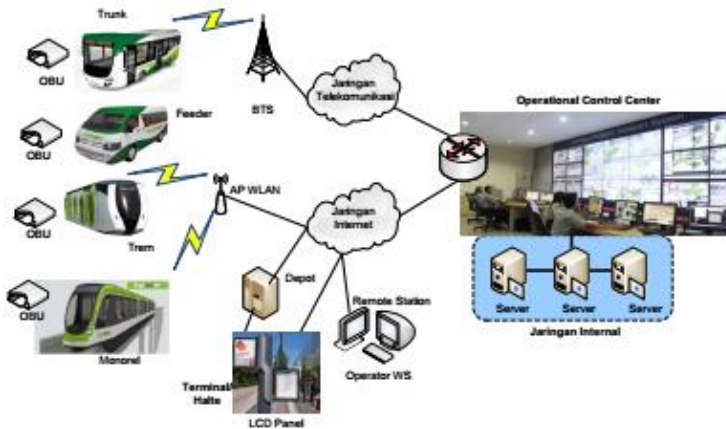 Trunk
OBU
BTS
Jaringan
Telekomunikasi
Operational Control Center
Feeder
OBU
AP WLAN
Trem
OBU
Jaringan
Internet
Depot
Remote Station
Server
Server
Server
Jaringan Internal
OBU
Monorel
Operator WS
Terminal/
Halte
LCD Panel